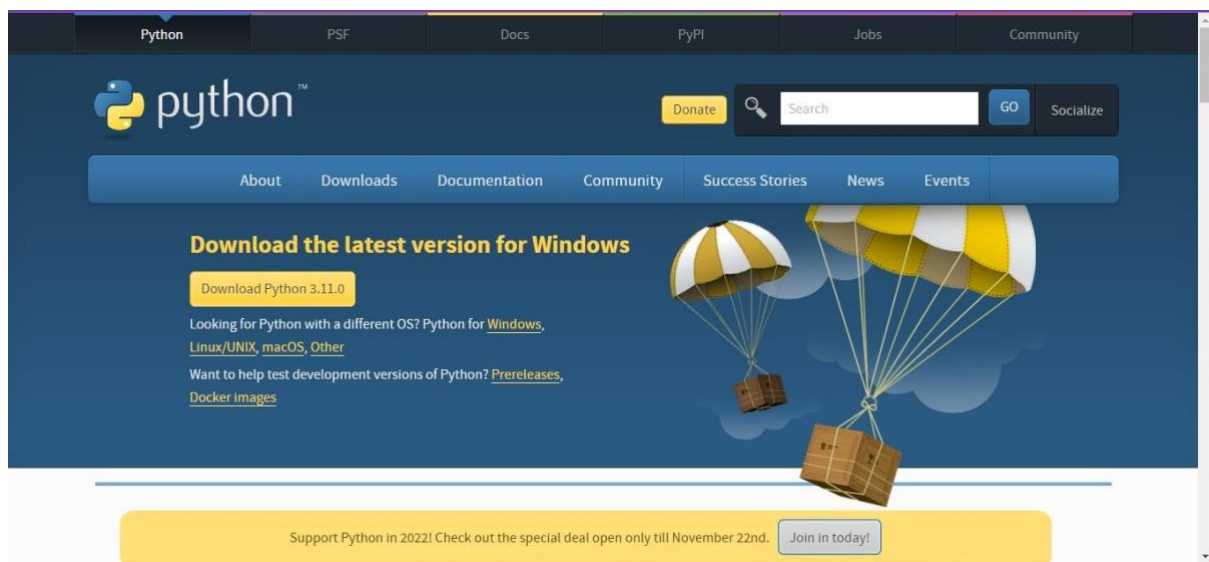 Python PSF Docs PyPI Jobs Community
python™
Donate Search GO Socialize
About Downloads Documentation Community Success Stories News Events
Download the latest version for Windows
Download Python 3.11.0
Looking for Python with a different OS? Python for Windows,
Linux/UNIX, macOS, Other
Want to help test development versions of Python? Prereleases,
Docker images
Support Python in 2022! Check out the special deal open only till November 22nd. Join in today!